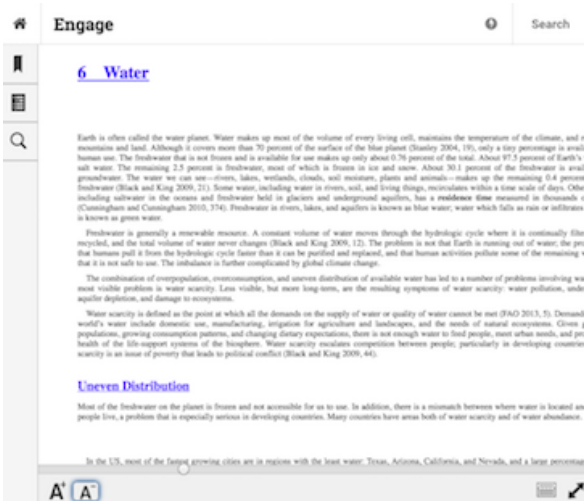 Engage
Search
6 Water
Earth is often called the water planet. Water makes up most of the volume of every living cell, maintains the temperature of the climate, and
mountains and land. Although it covers more than 70 percent of the surface of the blue planet (Stanley 2004, 19), only a tiny percentage is
human use. The freshwater that is not frozen and is available for use makes up only about 0.76 percent of the total. About 97.5 percent of Earth's
salt water. The remaining 2.5 percent is freshwater, most of which is frozen in ice and snow. About 30.1 percent of the freshwater is
groundwater. The water we can use—rivers, lakes, wetlands, clouds, soil moisture, plants and animals—makes up the remaining 0.4
freshwater (Black and King 2009, 21). Some water, including water in rivers, soil, and living things, recirculates within a time scale of days.
including saltwater in the oceans and freshwater held in glaciers and underground aquifers, has a residence time measured in thousands
(Cunningham and Cunningham 2010, 374). Freshwater in rivers, lakes, and aquifers is known as blue water; water which falls as rain or infiltrates
is known as green water.
Freshwater is generally a renewable resource. A constant volume of water moves through the hydrologic cycle where it is continually
recycled, and the total volume of water never changes (Black and King 2009, 12). The problem is not that Earth is running out of water; the
that humans pull it from the hydrologic cycle faster than it can be purified and replaced, and that human activities pollute some of the remaining
that it is not safe to use. The imbalance is further complicated by global climate change.
The combination of overpopulation, overconsumption, and uneven distribution of available water has led to a number of problems involving
most visible problem is water scarcity. Less visible, but more long-term, are the resulting symptoms of water scarcity: water pollution,
aquifer depletion, and damage to ecosystems.
Water scarcity is defined as the point at which all the demands on the supply of water or quality of water cannot be met (FAO 2013, 5).
world's water include domestic use, manufacturing, irrigation for agriculture and landscapes, and the needs of natural ecosystems. Given
populations, growing consumption patterns, and changing dietary expectations, there is not enough water to feed people, meet urban needs, and
health of the life-support systems of the biosphere. Water scarcity escalates competition between people; particularly in developing
scarcity is an issue of poverty that leads to political conflict (Black and King 2009, 44).
Uneven Distribution
Most of the freshwater on the planet is frozen and not accessible for us to use. In addition, there is a mismatch between where water is located
people live, a problem that is especially serious in developing countries. Many countries have areas both of water scarcity and of water abundance.
In the US, most of the fastest growing cities are in regions with the least water: Texas, Arizona, California, and Nevada, and a large
A+ A-